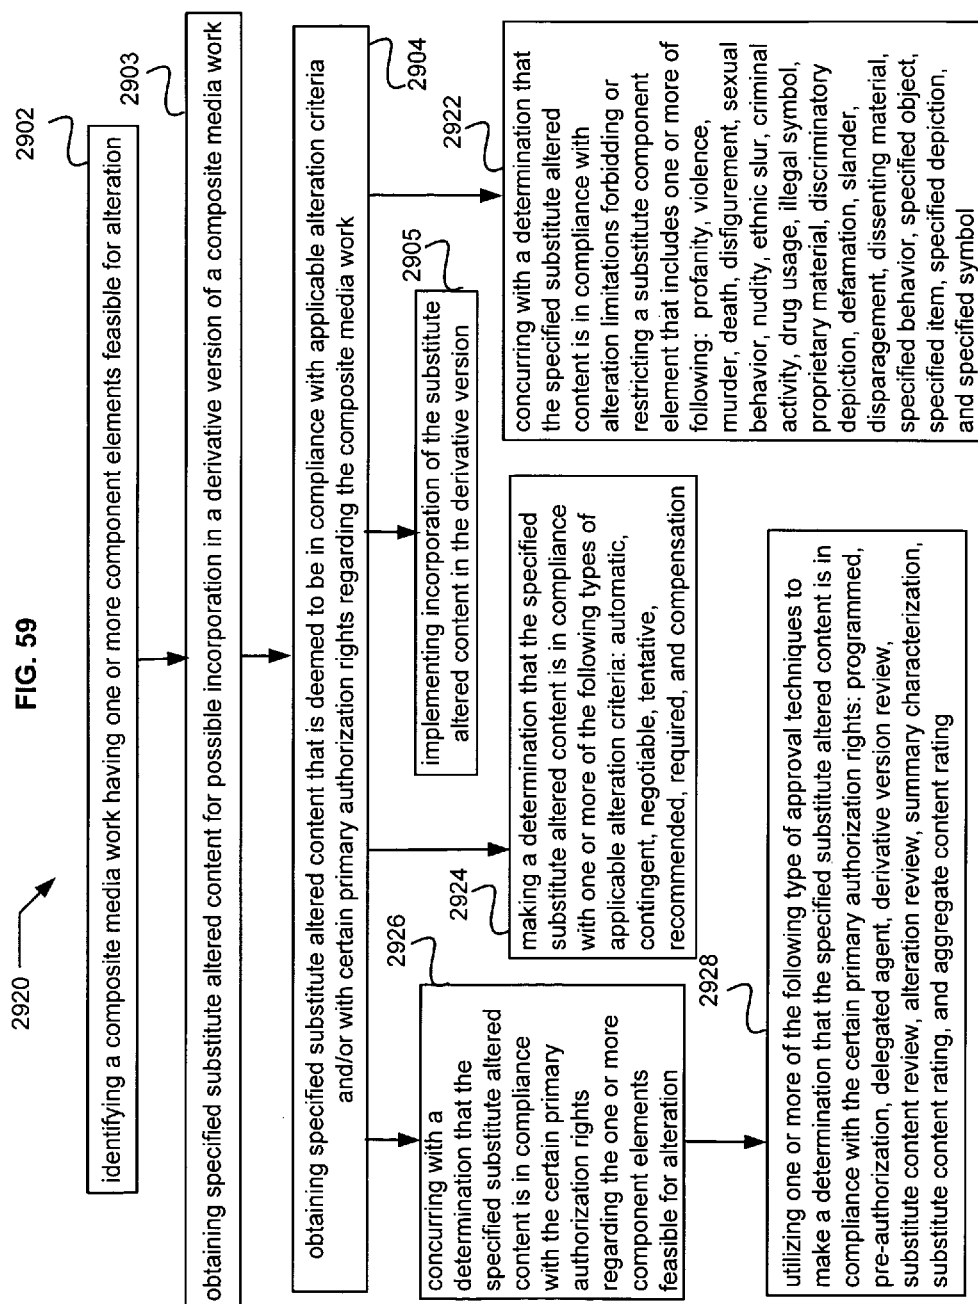 FIG. 59
2920
2902
identifying a composite media work having one or more component elements feasible for alteration
2903
obtaining specified substitute altered content for possible incorporation in a derivative version of a composite media work
obtaining specified substitute altered content that is deemed to be in compliance with applicable alteration criteria
and/or with certain primary authorization rights regarding the composite media work
2904
2926
concurring with a
determination that the
specified substitute altered
content is in compliance
with the certain primary
authorization rights
regarding the one or more
component elements
feasible for alteration
2924
making a determination that the specified
substitute altered content is in compliance
with one or more of the following types of
applicable alteration criteria: automatic,
contingent, negotiable, tentative,
recommended, required, and compensation
2905
implementing incorporation of the substitute
altered content in the derivative version
2922
concurring with a determination that
the specified substitute altered
content is in compliance with
alteration limitations forbidding or
restricting a substitute component
element that includes one or more of
following: profanity, violence,
murder, death, disfigurement, sexual
behavior, nudity, ethnic slur, criminal
activity, drug usage, illegal symbol,
proprietary material, discriminatory
depiction, defamation, slander,
disparagement, dissenting material,
specified behavior, specified object,
specified item, specified depiction,
and specified symbol
2928
utilizing one or more of the following type of approval techniques to
make a determination that the specified substitute altered content is in
compliance with the certain primary authorization rights: programmed,
pre-authorization, delegated agent, derivative version review,
substitute content review, alteration review, summary characterization,
substitute content rating, and aggregate content rating